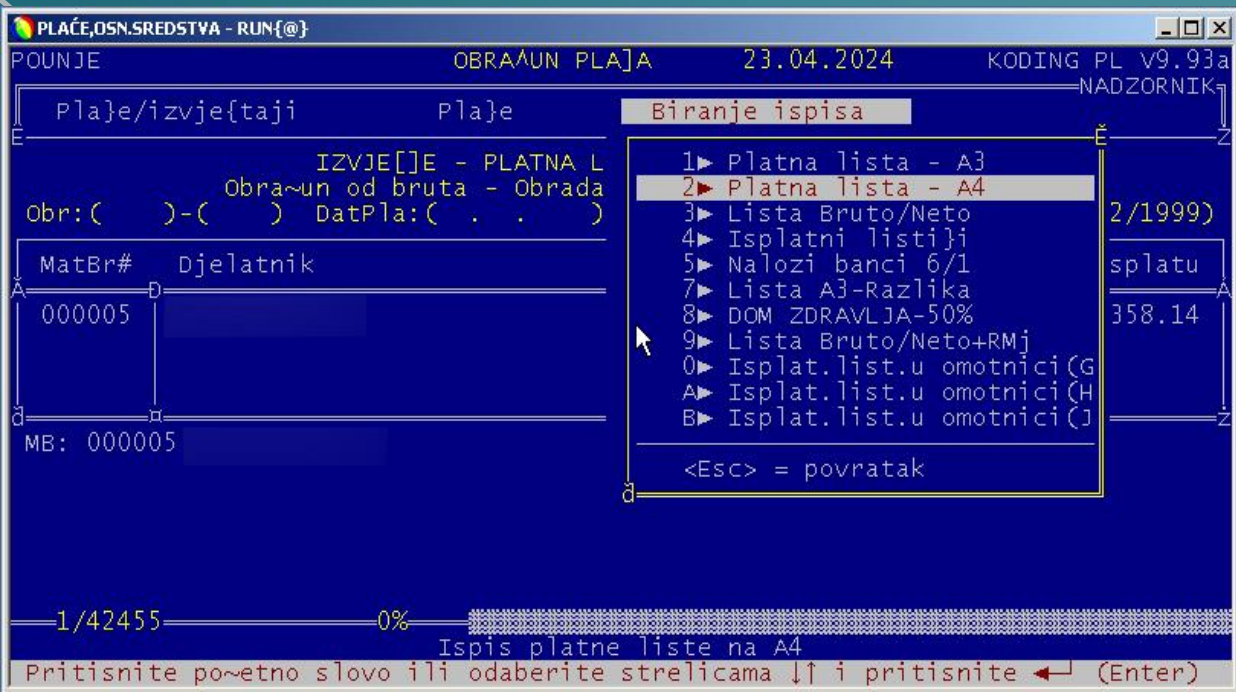 PLAĆE,OSN.SREDSTVA - RUN{@}
POUNJE OBRA^UN PLA]A 23.04.2024 KODING PL V9.93a
NADZORNIK
Pla}e/izvje{taji Pla}e Biranje ispisa
IZVJE[]E - PLATNA L
Obra~un od bruta - Obrada
Obr:( )-( ) DatPla:( . . ) 2/1999)
MatBr# Djelatnik splatu
000005 358.14
MB: 000005
1► Platna lista - A3
2► Platna lista - A4
3► Lista Bruto/Neto
4► Isplatni listi}i
5► Nalozi banci 6/1
7► Lista A3-Razlika
8► DOM ZDRAVLJA-50%
9► Lista Bruto/Neto+RMj
0► Isplat.list.u omotnici(G
A► Isplat.list.u omotnici(H
B► Isplat.list.u omotnici(J
<Esc> = povratak
1/42455 0%
Ispis platne liste na A4
Pritisnite po~etno slovo ili odaberite strelicama ↓↑ i pritisnite ◄┘ (Enter)